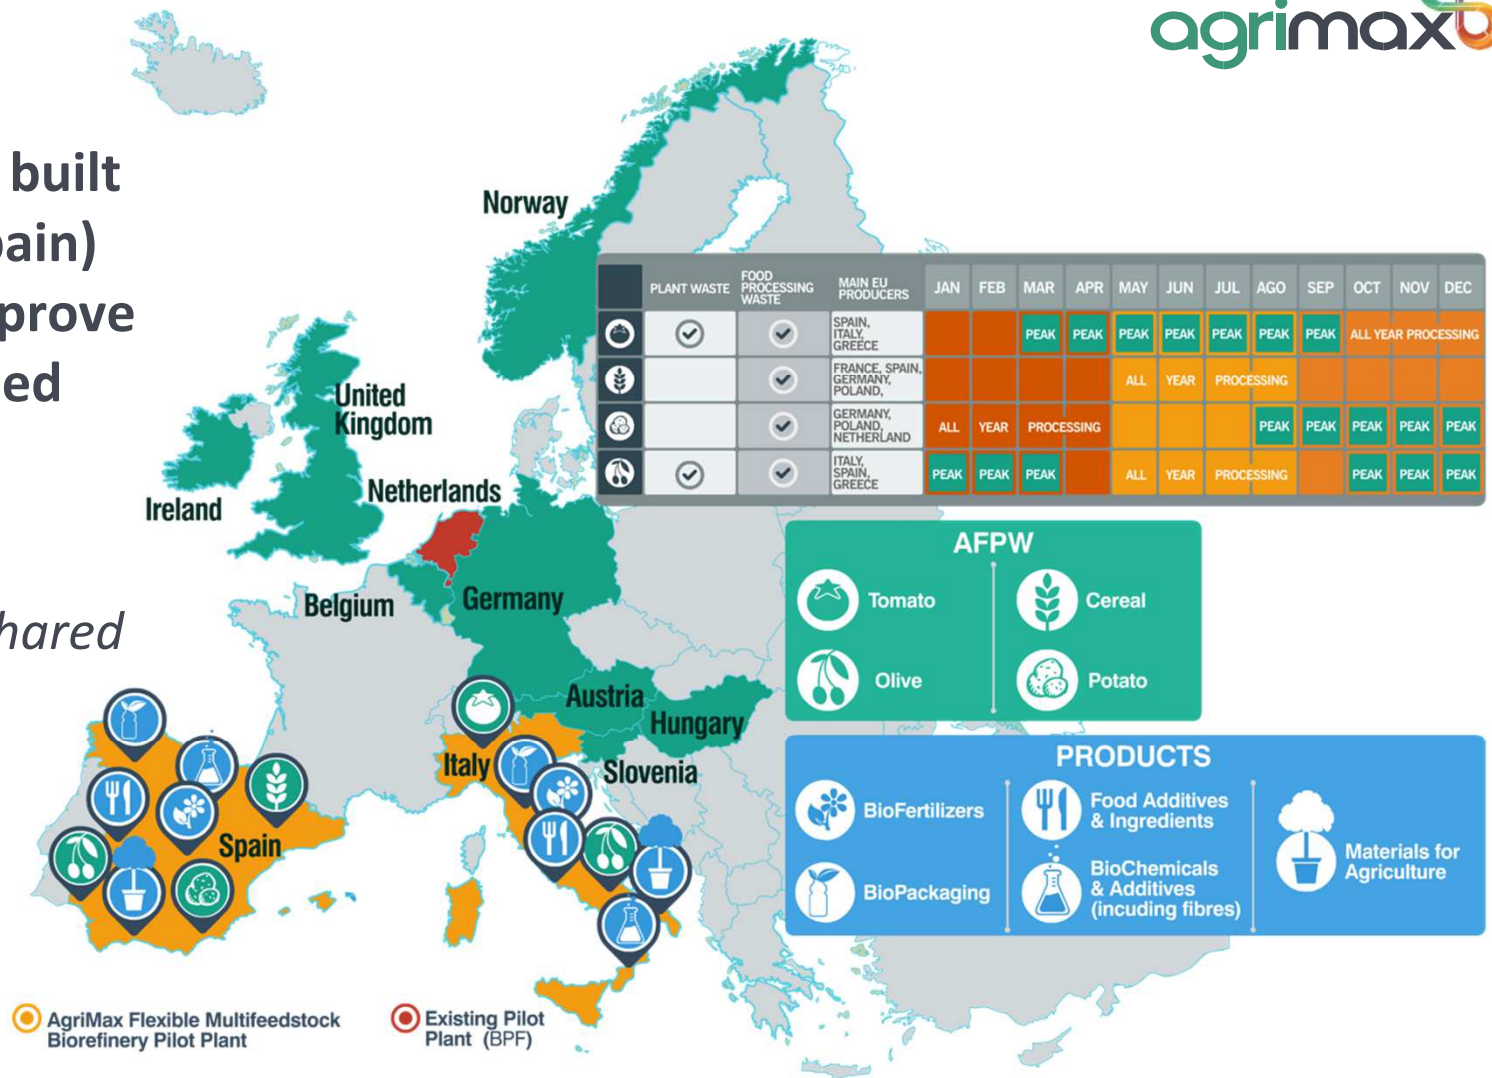 agrimax
built
pain)
prove
ed
hared
Norway
United
Kingdom
Ireland
Netherlands
Belgium
Germany
Austria
Hungary
Italy
Slovenia
Spain
PLANT WASTE FOOD PROCESSING WASTE MAIN EU PRODUCERS JAN FEB MAR APR MAY JUN JUL AGO SEP OCT NOV DEC
SPAIN, ITALY, GREECE PEAK PEAK PEAK PEAK PEAK PEAK PEAK ALL YEAR PROCESSING
FRANCE, SPAIN, GERMANY, POLAND, ALL YEAR PROCESSING
GERMANY, POLAND, NETHERLAND ALL YEAR PROCESSING PEAK PEAK PEAK PEAK PEAK
ITALY, SPAIN, GREECE PEAK PEAK PEAK ALL YEAR PROCESSING PEAK PEAK PEAK
AFPW
Tomato
Cereal
Olive
Potato
PRODUCTS
BioFertilizers
Food Additives
& Ingredients
BioPackaging
BioChemicals
& Additives
(incuding fibres)
Materials for
Agriculture
AgriMax Flexible Multifeedstock
Biorefinery Pilot Plant
Existing Pilot
Plant (BPF)